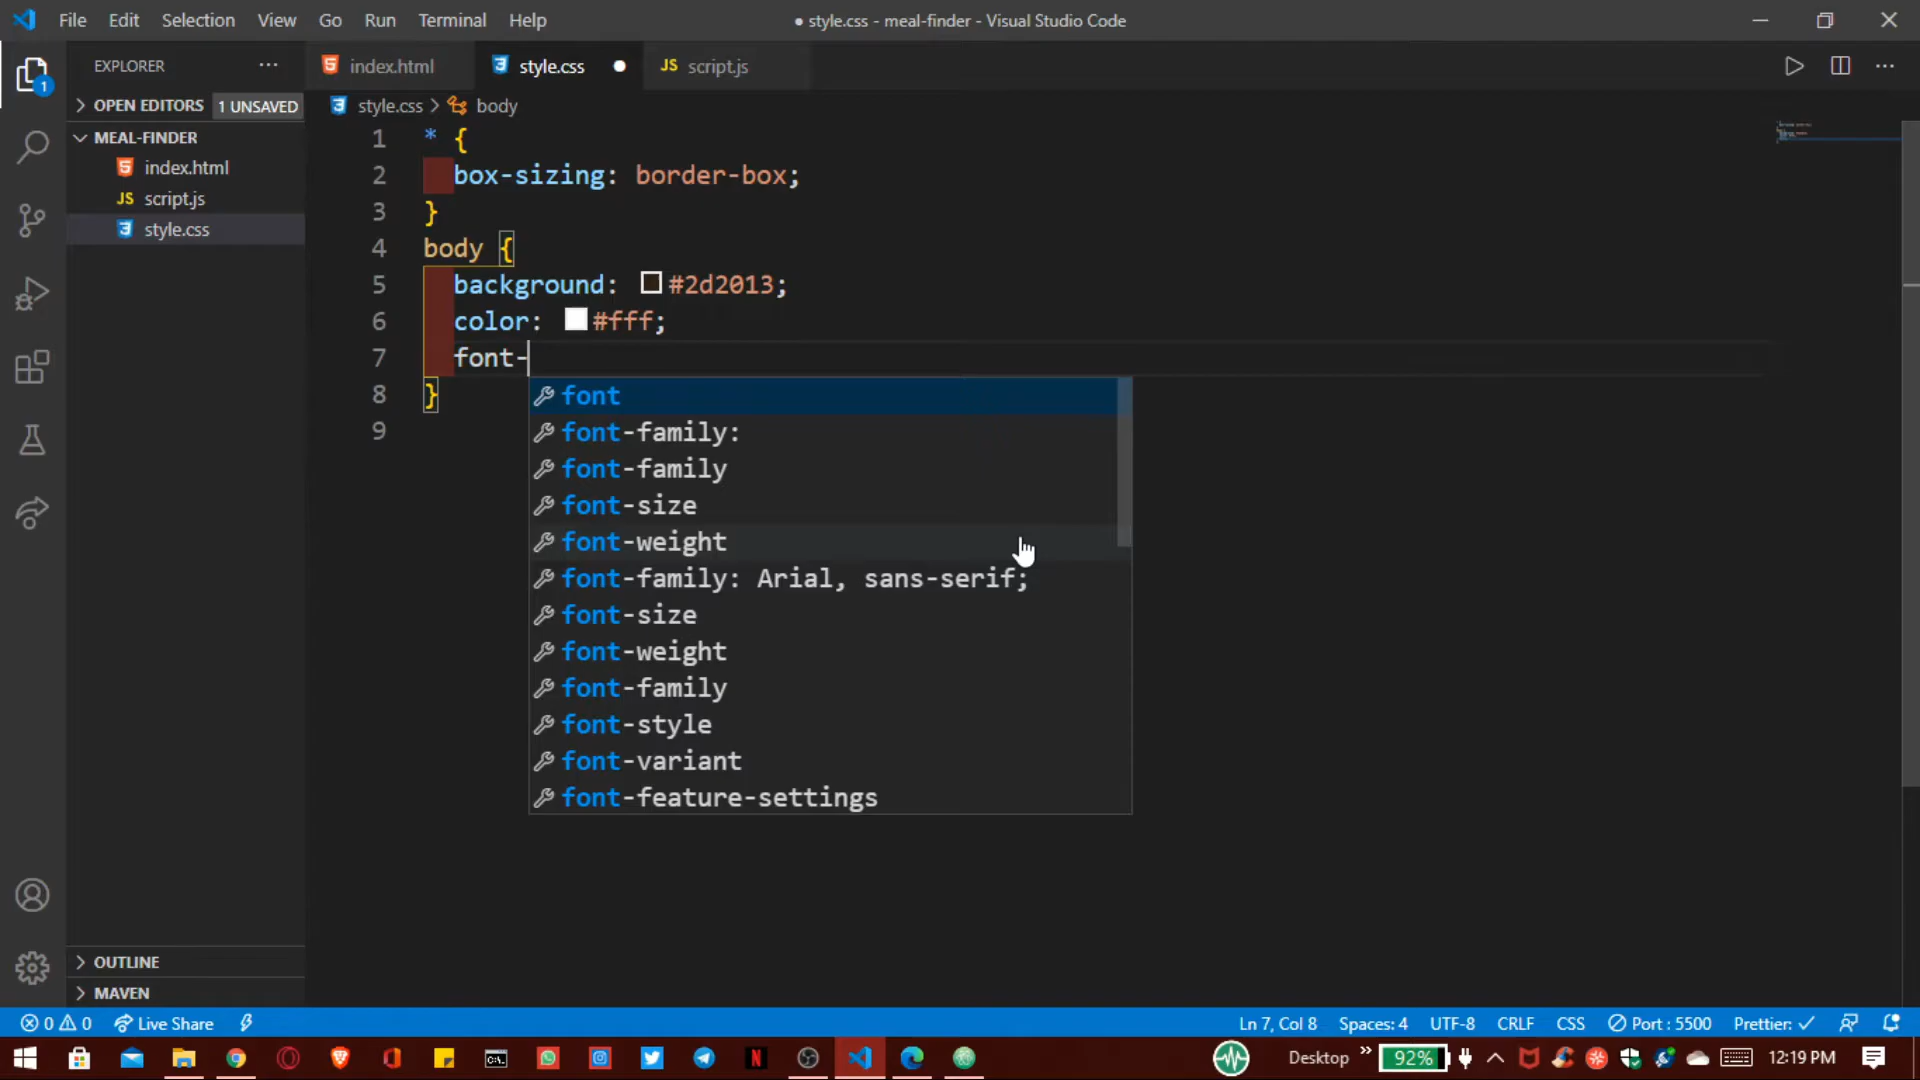 File Edit Selection View Go Run Terminal Help ● style.css - meal-finder - Visual Studio Code
EXPLORER
index.html
style.css
JS script.js
OPEN EDITORS 1 UNSAVED
MEAL-FINDER
index.html
JS script.js
style.css
OUTLINE
MAVEN
1
style.css > body
1 * {
2 box-sizing: border-box;
3 }
4 body {
5 background: #2d2013;
6 color: #fff;
7 font-
8 }
9
font
font-family:
font-family
font-size
font-weight
font-family: Arial, sans-serif;
font-size
font-weight
font-family
font-style
font-variant
font-feature-settings
0 0 Live Share Ln 7, Col 8 Spaces: 4 UTF-8 CRLF CSS Port : 5500 Prettier: ✓
Desktop » 92% 12:19 PM